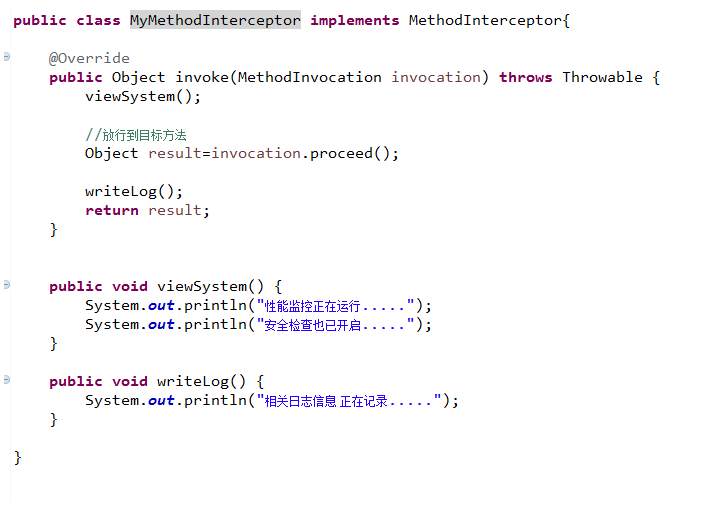 public class MyMethodInterceptor implements MethodInterceptor{
@Override
public Object invoke(MethodInvocation invocation) throws Throwable {
viewSystem();
//放行到目标方法
Object result=invocation.proceed();
writeLog();
return result;
}
public void viewSystem() {
System.out.println("性能监控正在运行.....");
System.out.println("安全检查也已开启.....");
}
public void writeLog() {
System.out.println("相关日志信息 正在记录.....");
}
}